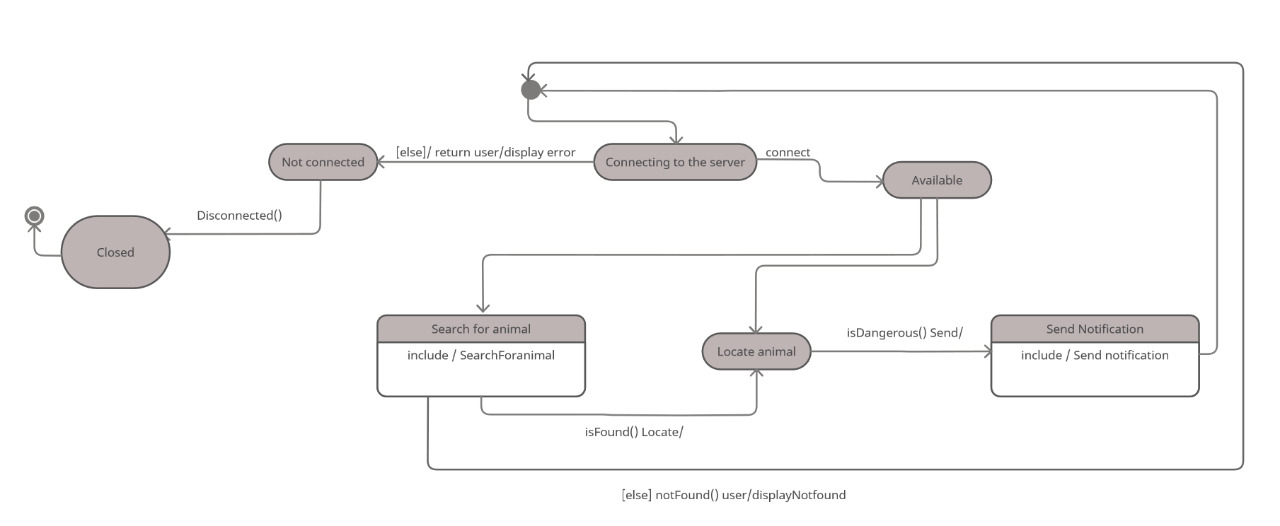 Not connected
[else]/ return user/display error
Connecting to the server
connect
Available
Disconnected()
Closed
Search for animal
include / SearchForanimal
Locate animal
isDangerous() Send/
Send Notification
include / Send notification
isFound() Locate/
[else] notFound() user/displayNotfound